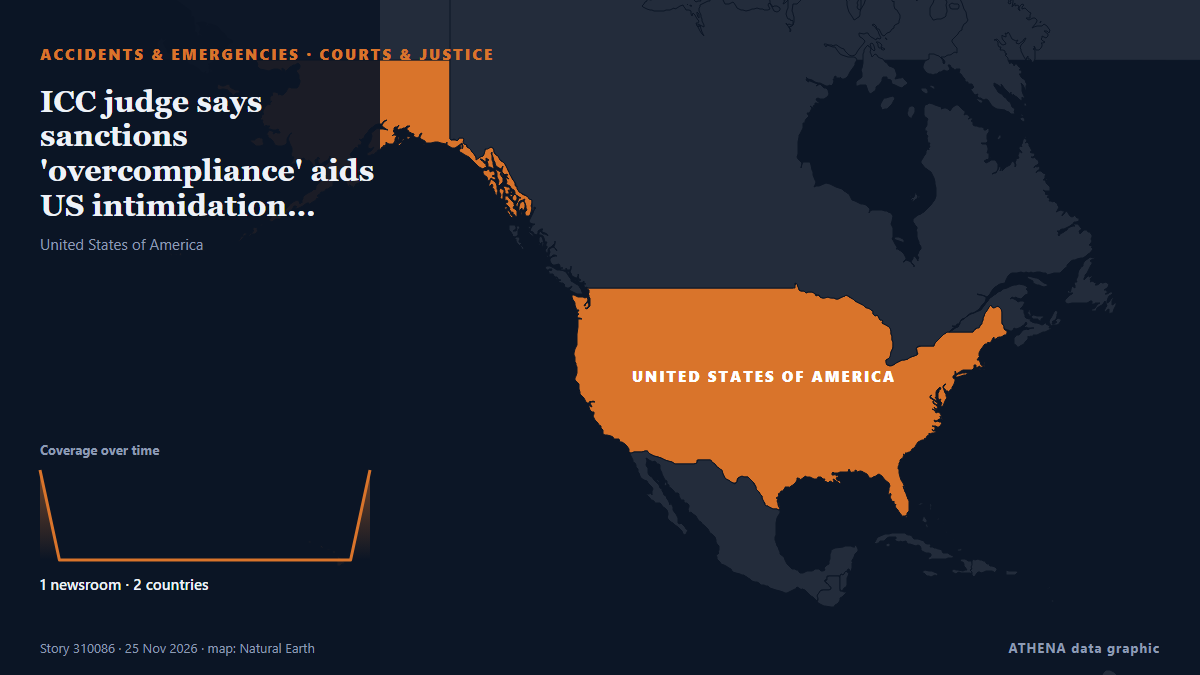 ACCIDENTS & EMERGENCIES · COURTS & JUSTICE
ICC judge says
sanctions
'overcompliance' aids
US intimidation...
United States of America
UNITED STATES OF AMERICA
Coverage over time
1 newsroom · 2 countries
Story 310086 · 25 Nov 2026 · map: Natural Earth
ATHENA data graphic